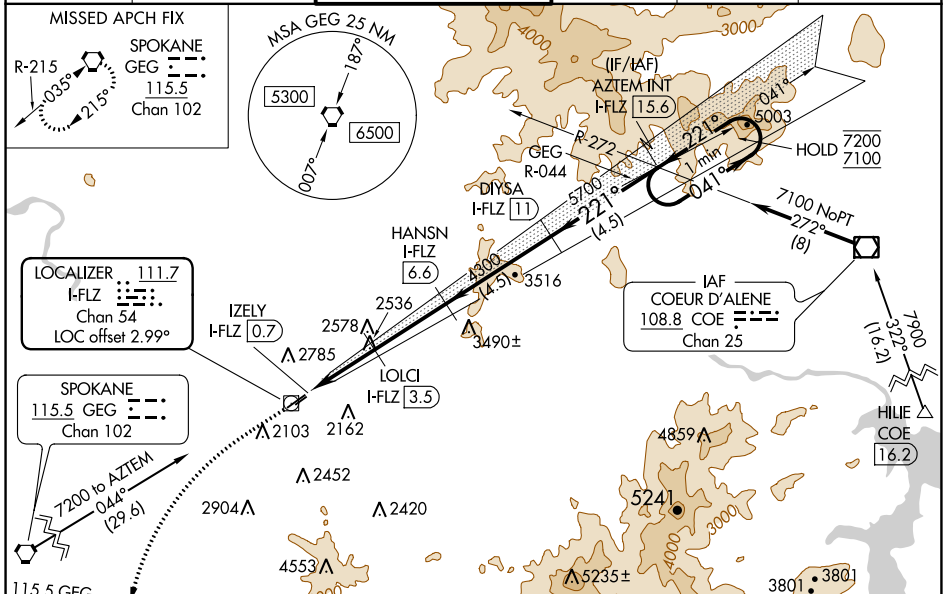 MISSED APCH FIX
SPOKANE
GEG
115.5
Chan 102
R-215
035°
215°
MSA GEG 25 NM
187°
5300
6500
007°
4000
3000
(IF/IAF)
AZTEM INT
I-FLZ 15.6
041°
5003
221°
R-272
HOLD 7200
7100
1 min
GEG
R-044
041°
5700
DIYSA
I-FLZ 11
221°
(4.5)
7100 NoPT
272°
(8)
HANSN
I-FLZ
6.6
4300
(4.5)
3516
LOCALIZER 111.7
I-FLZ
Chan 54
LOC offset 2.99°
IAF
COEUR D'ALENE
108.8 COE
Chan 25
IZELY
I-FLZ 0.7
2536
2578
3490±
2785
LOLCI
I-FLZ 3.5
7900
322°
(16.2)
SPOKANE
115.5 GEG
Chan 102
HILIE
COE
16.2
2103
2162
4859
7200 to AZTEM
044°
(29.6)
2452
2904
2420
5241
3000
4000
4553
5235±
3801
3801
115.5 GEG